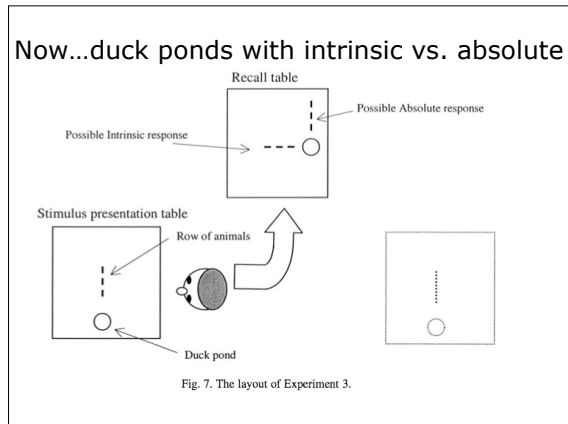 Now...duck ponds with intrinsic vs. absolute
Recall table
Possible Absolute response
Possible Intrinsic response
Stimulus presentation table
Row of animals
Duck pond
Fig. 7. The layout of Experiment 3.